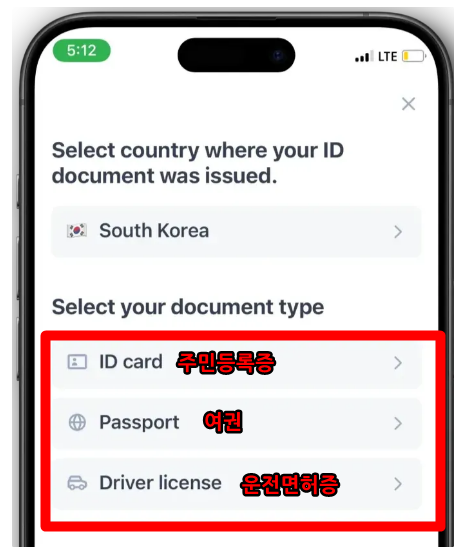 5:12
LTE
Select country where your ID
document was issued.
South Korea
Select your document type
ID card 주민등록증
Passport 여권
Driver license 운전면허증